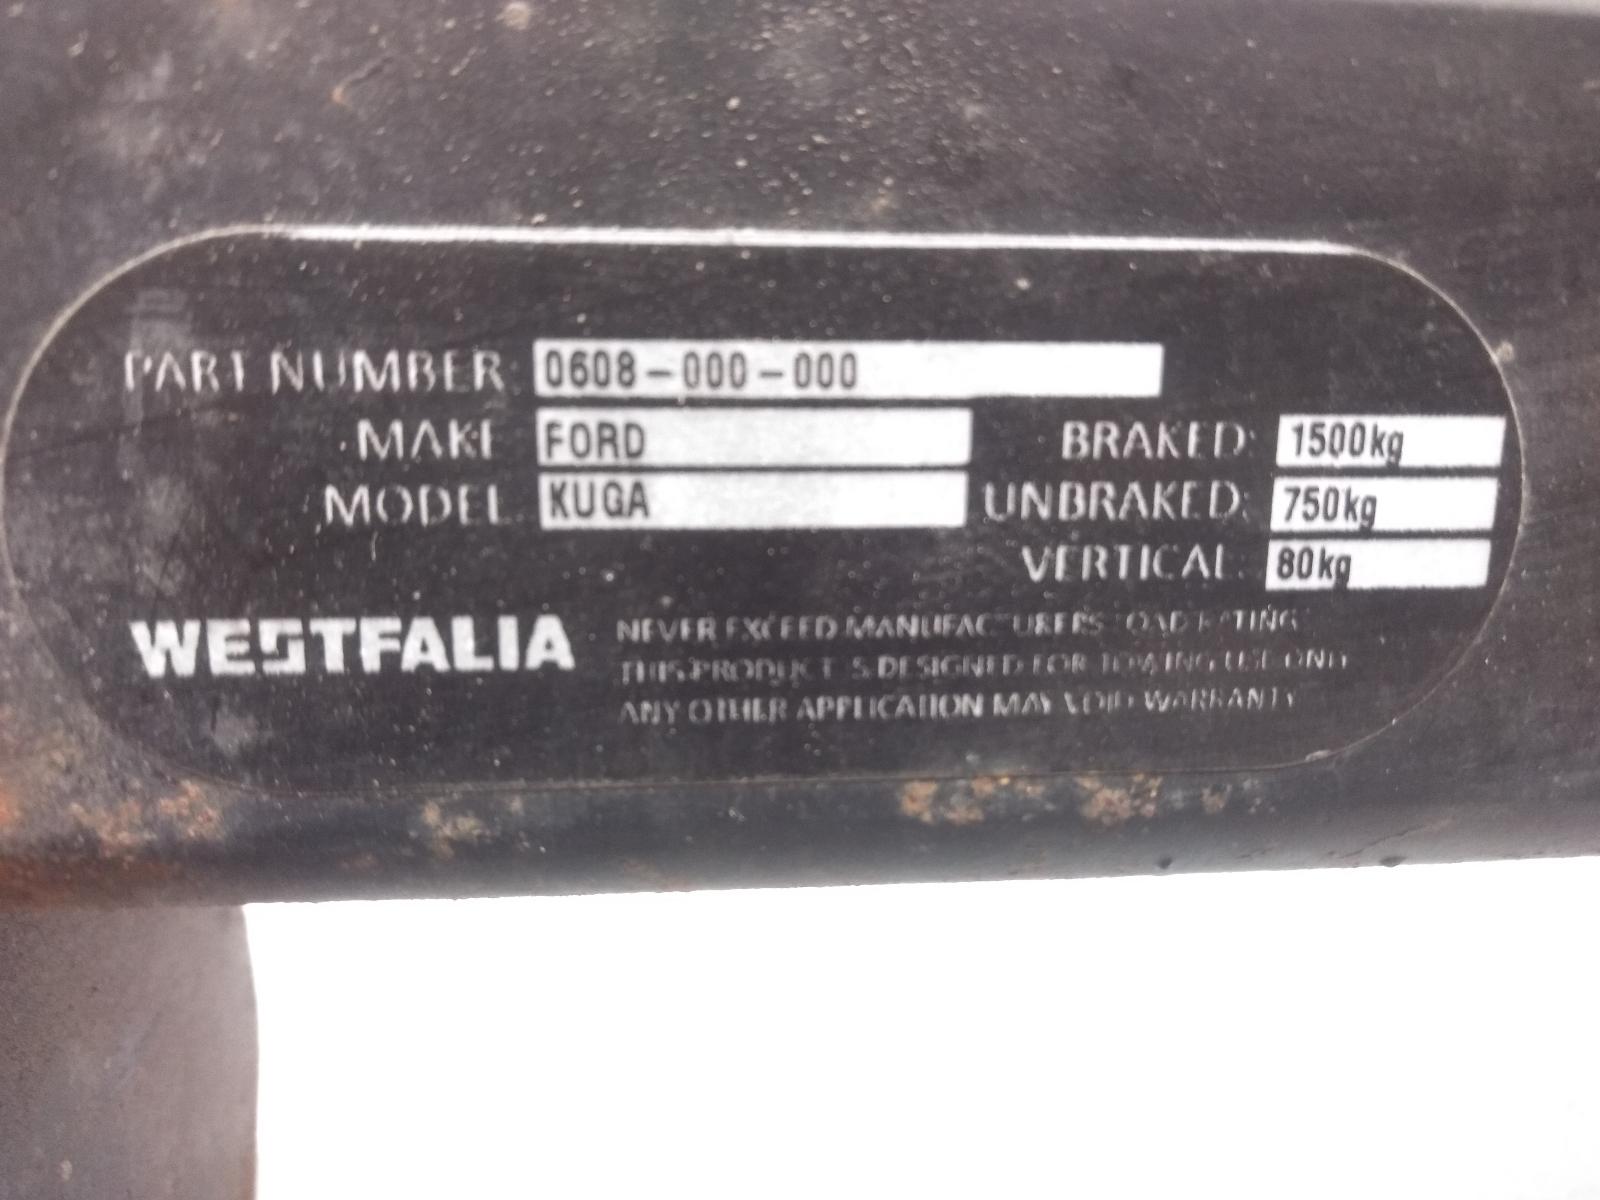 PART NUMBER: 0608-000-000
MAKE FORD
MODEL KUGA
BRAKED: 1500kg
UNBRAKED: 750kg
VERTICAL: 80kg
WESTFALIA
NEVER EXCEED MANUFACTURERS LOAD RATING
THIS PRODUCT IS DESIGNED FOR TOWING USE ONLY
ANY OTHER APPLICATION MAY VOID WARRANTY